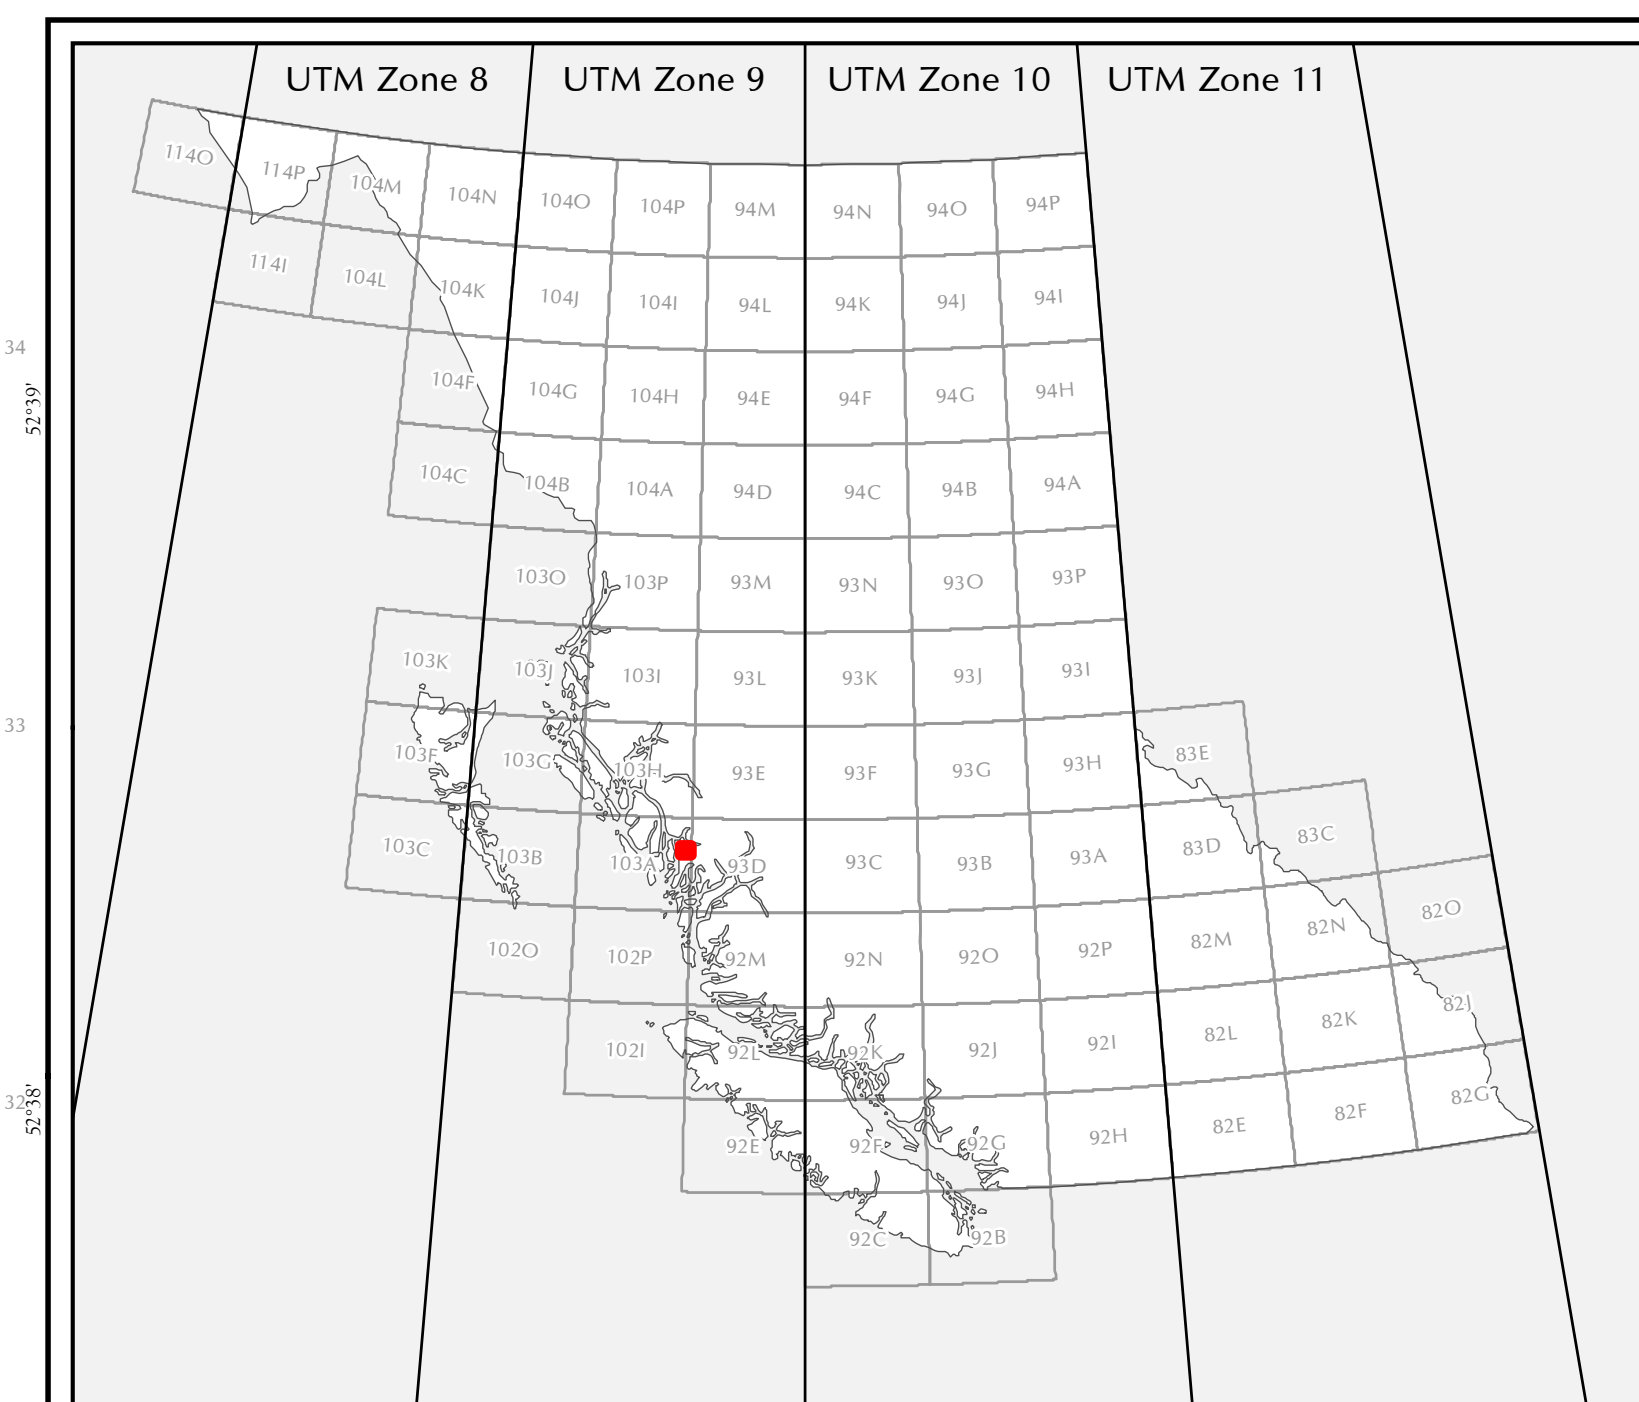 UTM Zone 8 UTM Zone 9 UTM Zone 10 UTM Zone 11
114O 114P 104M 104N 104O 104P 94M 94N 94O 94P
114I 104L 104K 104J 104I 94L 94K 94J 94I
34
52°39'
104F 104G 104H 94E 94F 94G 94H
104C 104B 104A 94D 94C 94B 94A
103O 103P 93M 93N 93O 93P
103K 103J 103I 93L 93K 93J 93I
33
103F 103G 103H 93E 93F 93G 93H 83E
103C 103B 103A 93D 93C 93B 93A 83D 83C
102O 102P 92M 92N 92O 92P 82M 82N 82O
102I 92L 92K 92J 92I 82L 82K 82J
32
52°38'
92E 92F 92G 92H 82E 82F 82G
92C 92B